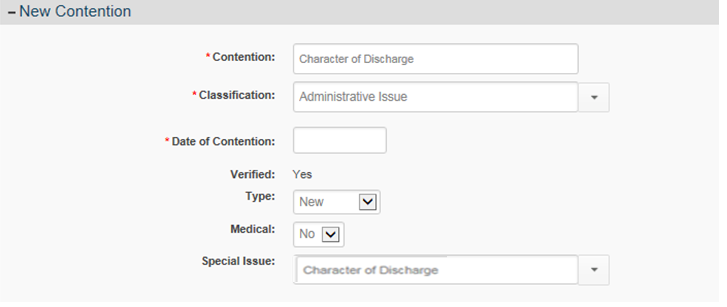 – New Contention
* Contention: Character of Discharge
* Classification: Administrative Issue
* Date of Contention:
Verified: Yes
Type: New
Medical: No
Special Issue: Character of Discharge